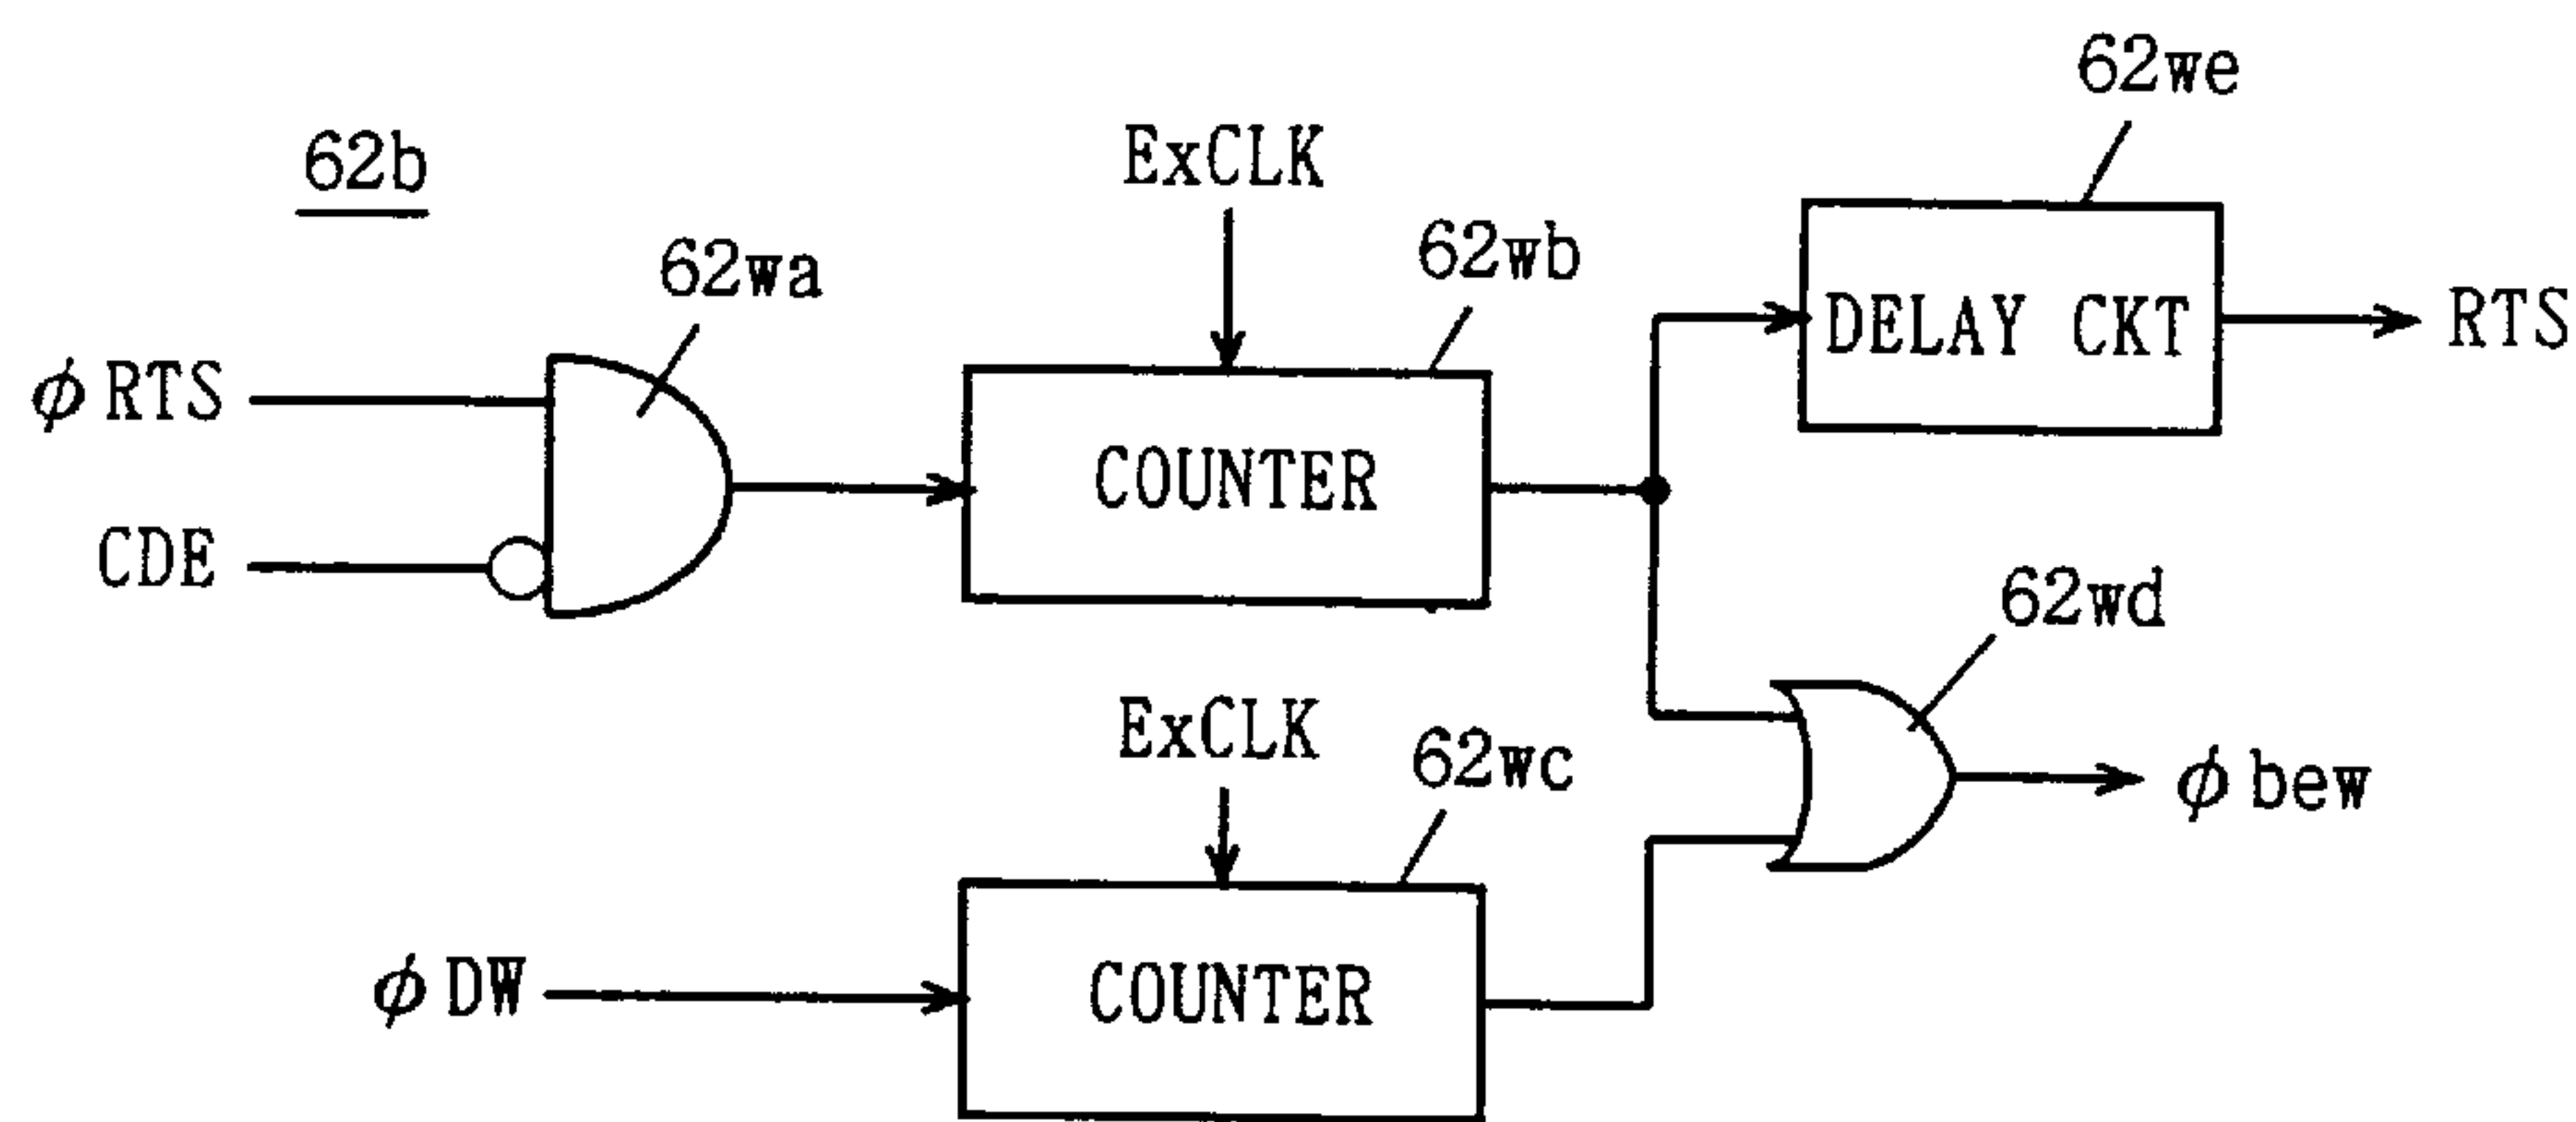 62we
62b
ExCLK
62wa
62wb
DELAY CKT
RTS
φRTS
COUNTER
CDE
62wd
ExCLK
62wc
φbew
φDW
COUNTER